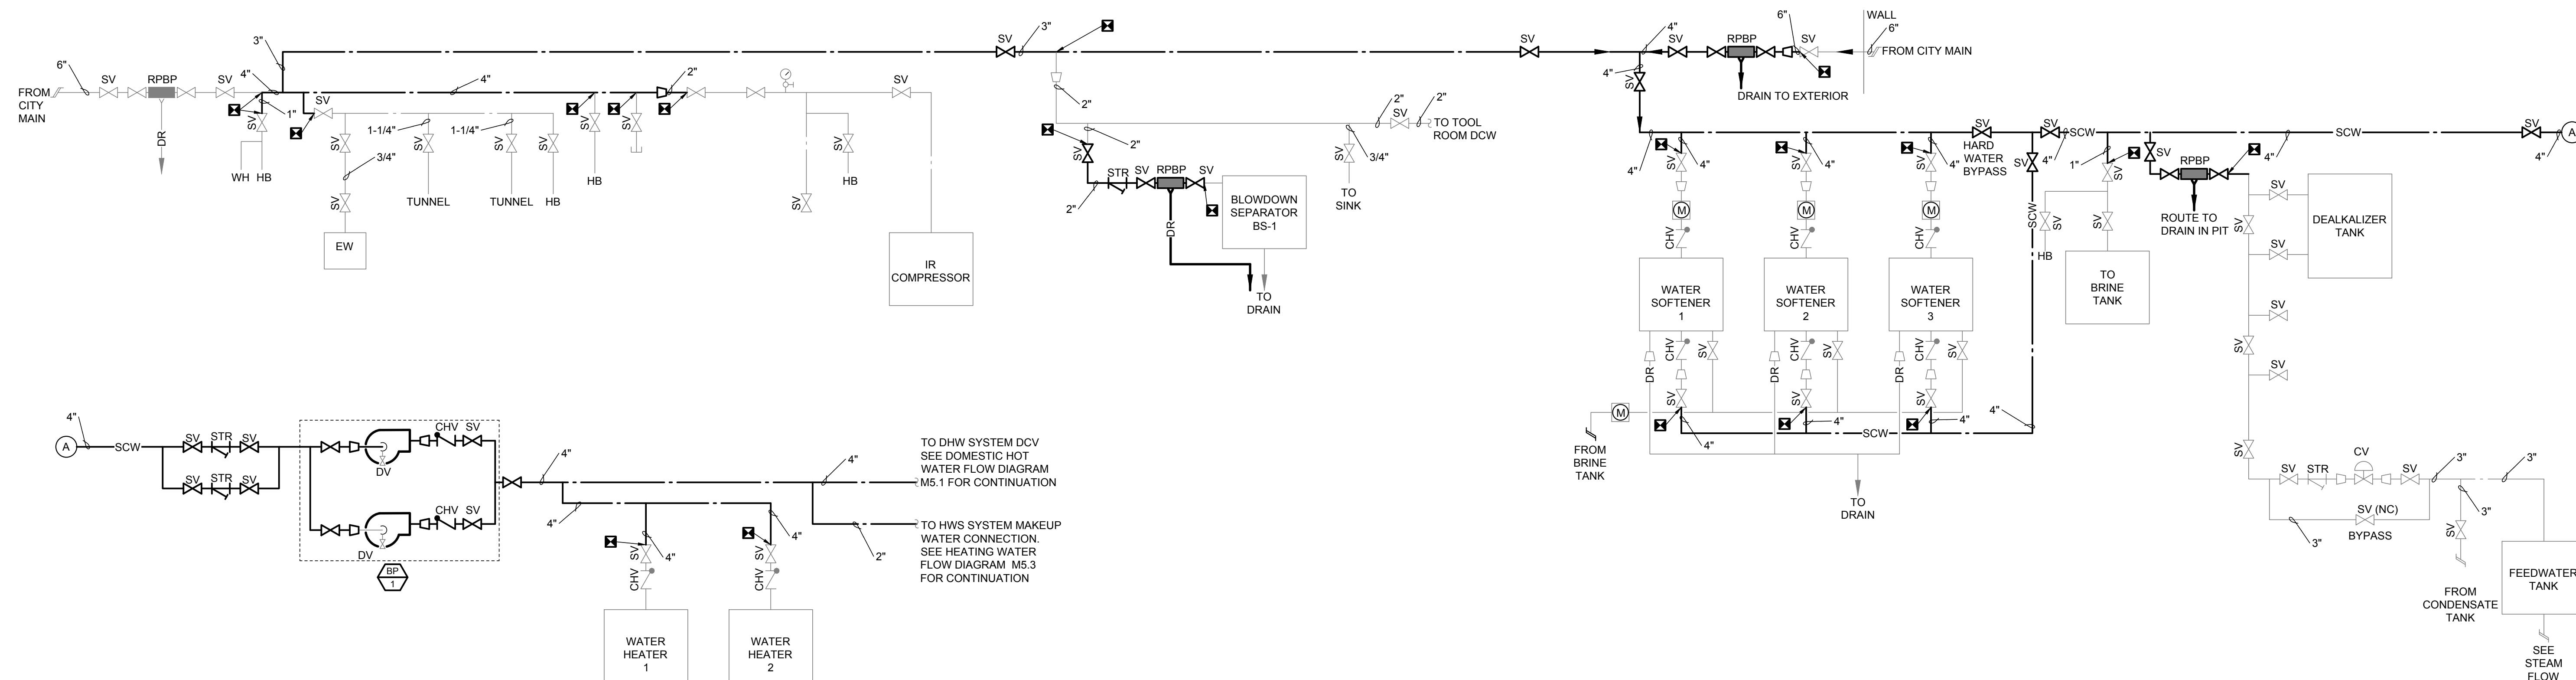 6"
FROM
CITY
MAIN
SV
RPBP
SV
DR
3"
4"
1"
SV
WH
HB
SV
4"
SV
3/4"
SV
EW
1-1/4"
SV
TUNNEL
1-1/4"
SV
TUNNEL
SV
HB
SV
HB
SV
2"
SV
SV
HB
SV
IR
COMPRESSOR
SV
3"
2"
2"
SV
2"
STR
SV
RPBP
SV
DR
BLOWDOWN
SEPARATOR
BS-1
TO
DRAIN
2"
SV
2"
TO TOOL
ROOM DCW
3/4"
SV
TO
SINK
SV
4"
SV
RPBP
6"
SV
WALL
6"
FROM CITY MAIN
DRAIN TO EXTERIOR
4"
SV
4"
4"
SV
4"
SV
4"
SV
4"
M
M
M
CHV
CHV
CHV
WATER
SOFTENER
1
WATER
SOFTENER
2
WATER
SOFTENER
3
SV
HARD
WATER
BYPASS
SV
4"
SCW
SV
SCW
1"
SV
SV
HB
SV
TO
BRINE
TANK
SV
RPBP
ROUTE TO
DRAIN IN PIT
4"
SCW
SV
4"
A
SV
SV
SV
DEALKALIZER
TANK
SV
SV
SV
SV
CHV
SV
DR
SV
CHV
SV
DR
SV
CHV
SV
DR
SV
M
FROM
BRINE
TANK
4"
4"
4"
SCW
4"
TO
DRAIN
SV
STR
CV
SV
3"
3"
SV (NC)
BYPASS
3"
3"
SV
FROM
CONDENSATE
TANK
FEEDWATER
TANK
SEE
STEAM
FLOW
4"
A
SCW
SV
STR
SV
SV
STR
SV
DV
CHV
SV
DV
CHV
SV
BP
1
4"
4"
4"
4"
SV
CHV
4"
SV
CHV
WATER
HEATER
1
WATER
HEATER
2
2"
TO DHW SYSTEM DCV
SEE DOMESTIC HOT
WATER FLOW DIAGRAM
M5.1 FOR CONTINUATION
TO HWS SYSTEM MAKEUP
WATER CONNECTION.
SEE HEATING WATER
FLOW DIAGRAM M5.3
FOR CONTINUATION